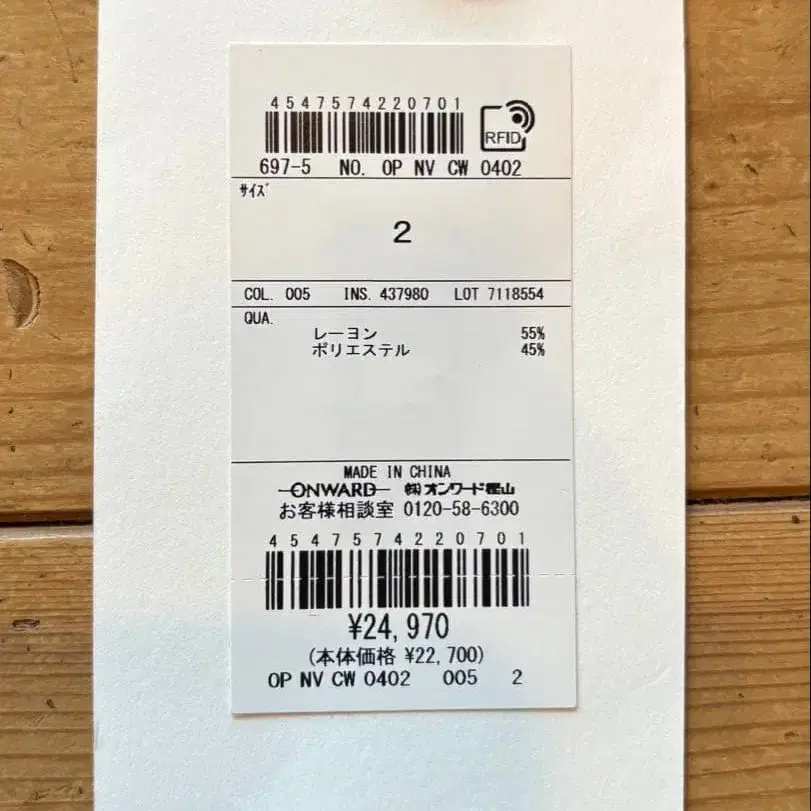 4547574220701
RFID
697-5 NO. OP NV CW 0402
サイズ
2
COL. 005 INS. 437980 LOT 7118554
QUA.
レーヨン 55%
ポリエステル 45%
MADE IN CHINA
ONWARD ㈱オンワード樫山
お客様相談室 0120-58-6300
4547574220701
¥24,970
(本体価格 ¥22,700)
OP NV CW 0402 005 2